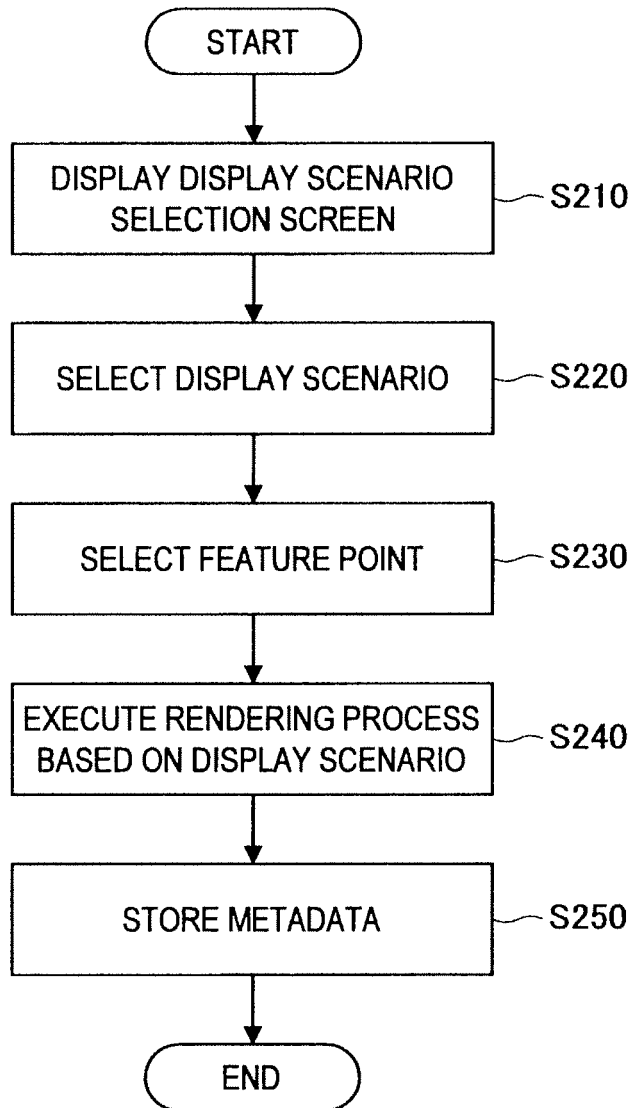 START
DISPLAY DISPLAY SCENARIO
SELECTION SCREEN
S210
SELECT DISPLAY SCENARIO
S220
SELECT FEATURE POINT
S230
EXECUTE RENDERING PROCESS
BASED ON DISPLAY SCENARIO
S240
STORE METADATA
S250
END